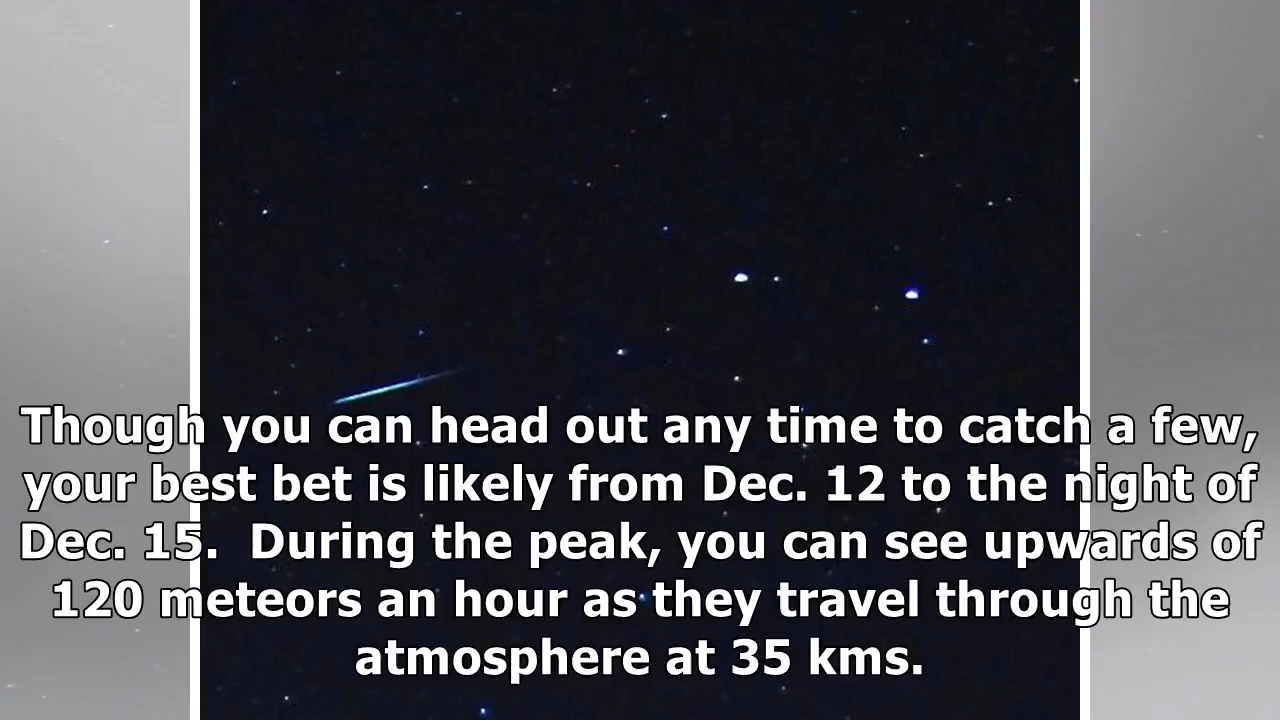 Though you can head out any time to catch a few,
your best bet is likely from Dec. 12 to the night of
Dec. 15.  During the peak, you can see upwards of
120 meteors an hour as they travel through the
atmosphere at 35 kms.